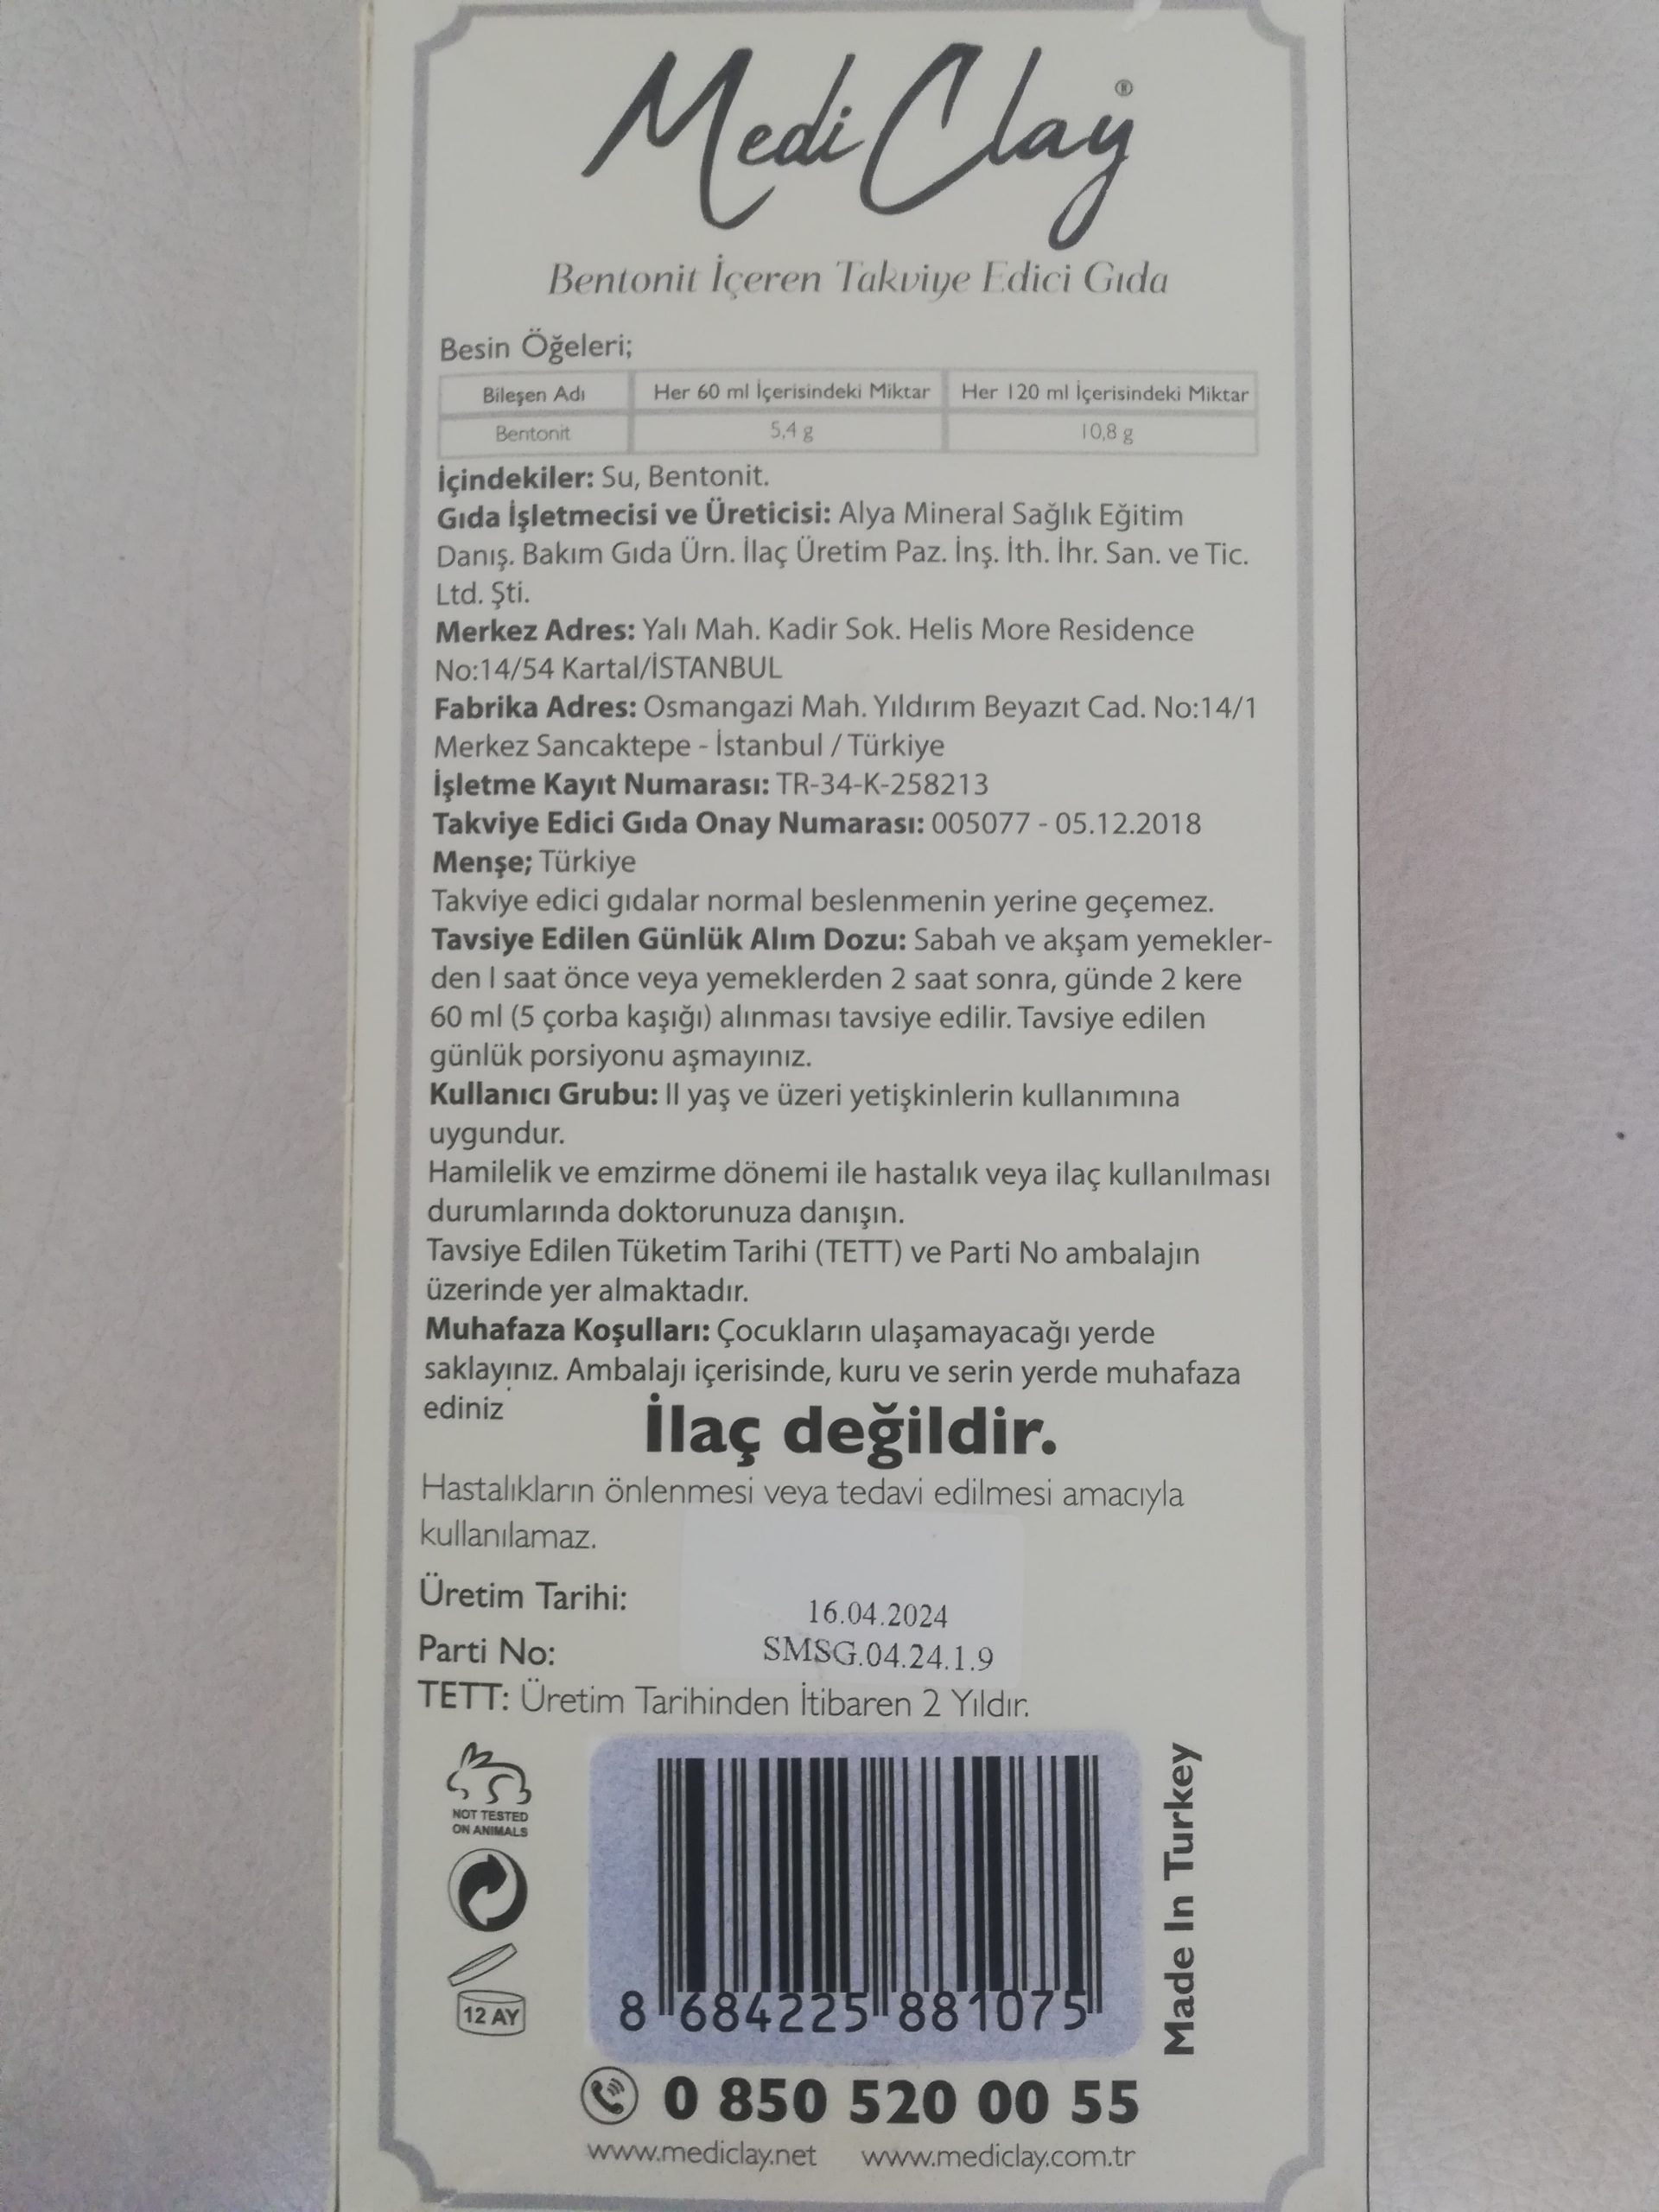 Medi Clay®
Bentonit İçeren Takviye Edici Gıda
Besin Öğeleri;
Bileşen Adı Her 60 ml İçerisindeki Miktar Her 120 ml İçerisindeki Miktar
Bentonit 5,4 g 10,8 g
İçindekiler: Su, Bentonit.
Gıda İşletmecisi ve Üreticisi: Alya Mineral Sağlık Eğitim
Danış. Bakım Gıda Ürn. İlaç Üretim Paz. İnş. İth. İhr. San. ve Tic.
Ltd. Şti.
Merkez Adres: Yalı Mah. Kadir Sok. Helis More Residence
No:14/54 Kartal/İSTANBUL
Fabrika Adres: Osmangazi Mah. Yıldırım Beyazıt Cad. No:14/1
Merkez Sancaktepe - İstanbul / Türkiye
İşletme Kayıt Numarası: TR-34-K-258213
Takviye Edici Gıda Onay Numarası: 005077 - 05.12.2018
Menşe; Türkiye
Takviye edici gıdalar normal beslenmenin yerine geçemez.
Tavsiye Edilen Günlük Alım Dozu: Sabah ve akşam yemekler-
den 1 saat önce veya yemeklerden 2 saat sonra, günde 2 kere
60 ml (5 çorba kaşığı) alınması tavsiye edilir. Tavsiye edilen
günlük porsiyonu aşmayınız.
Kullanıcı Grubu: 11 yaş ve üzeri yetişkinlerin kullanımına
uygundur.
Hamilelik ve emzirme dönemi ile hastalık veya ilaç kullanılması
durumlarında doktorunuza danışın.
Tavsiye Edilen Tüketim Tarihi (TETT) ve Parti No ambalajın
üzerinde yer almaktadır.
Muhafaza Koşulları: Çocukların ulaşamayacağı yerde
saklayınız. Ambalajı içerisinde, kuru ve serin yerde muhafaza
ediniz
İlaç değildir.
Hastalıkların önlenmesi veya tedavi edilmesi amacıyla
kullanılamaz.
Üretim Tarihi: 16.04.2024
Parti No: SMSG.04.24.1.9
TETT: Üretim Tarihinden İtibaren 2 Yıldır.
NOT TESTED
ON ANIMALS
12 AY
8 684225 881075
Made In Turkey
0 850 520 00 55
www.mediclay.net www.mediclay.com.tr